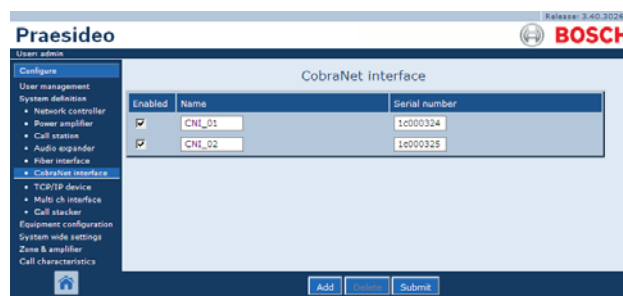 Release: 3.40.3026
Praesideo
BOSCH
User: admin
Configure
User management
System definition
• Network controller
• Power amplifier
• Call station
• Audio expander
• Fiber interface
• CobraNet interface
• TCP/IP device
• Multi ch interface
• Call stacker
Equipment configuration
System wide settings
Zone & amplifier
Call characteristics
CobraNet interface
Enabled Name Serial number
CNI_01 1c000324
CNI_02 1c000325
Add Delete Submit